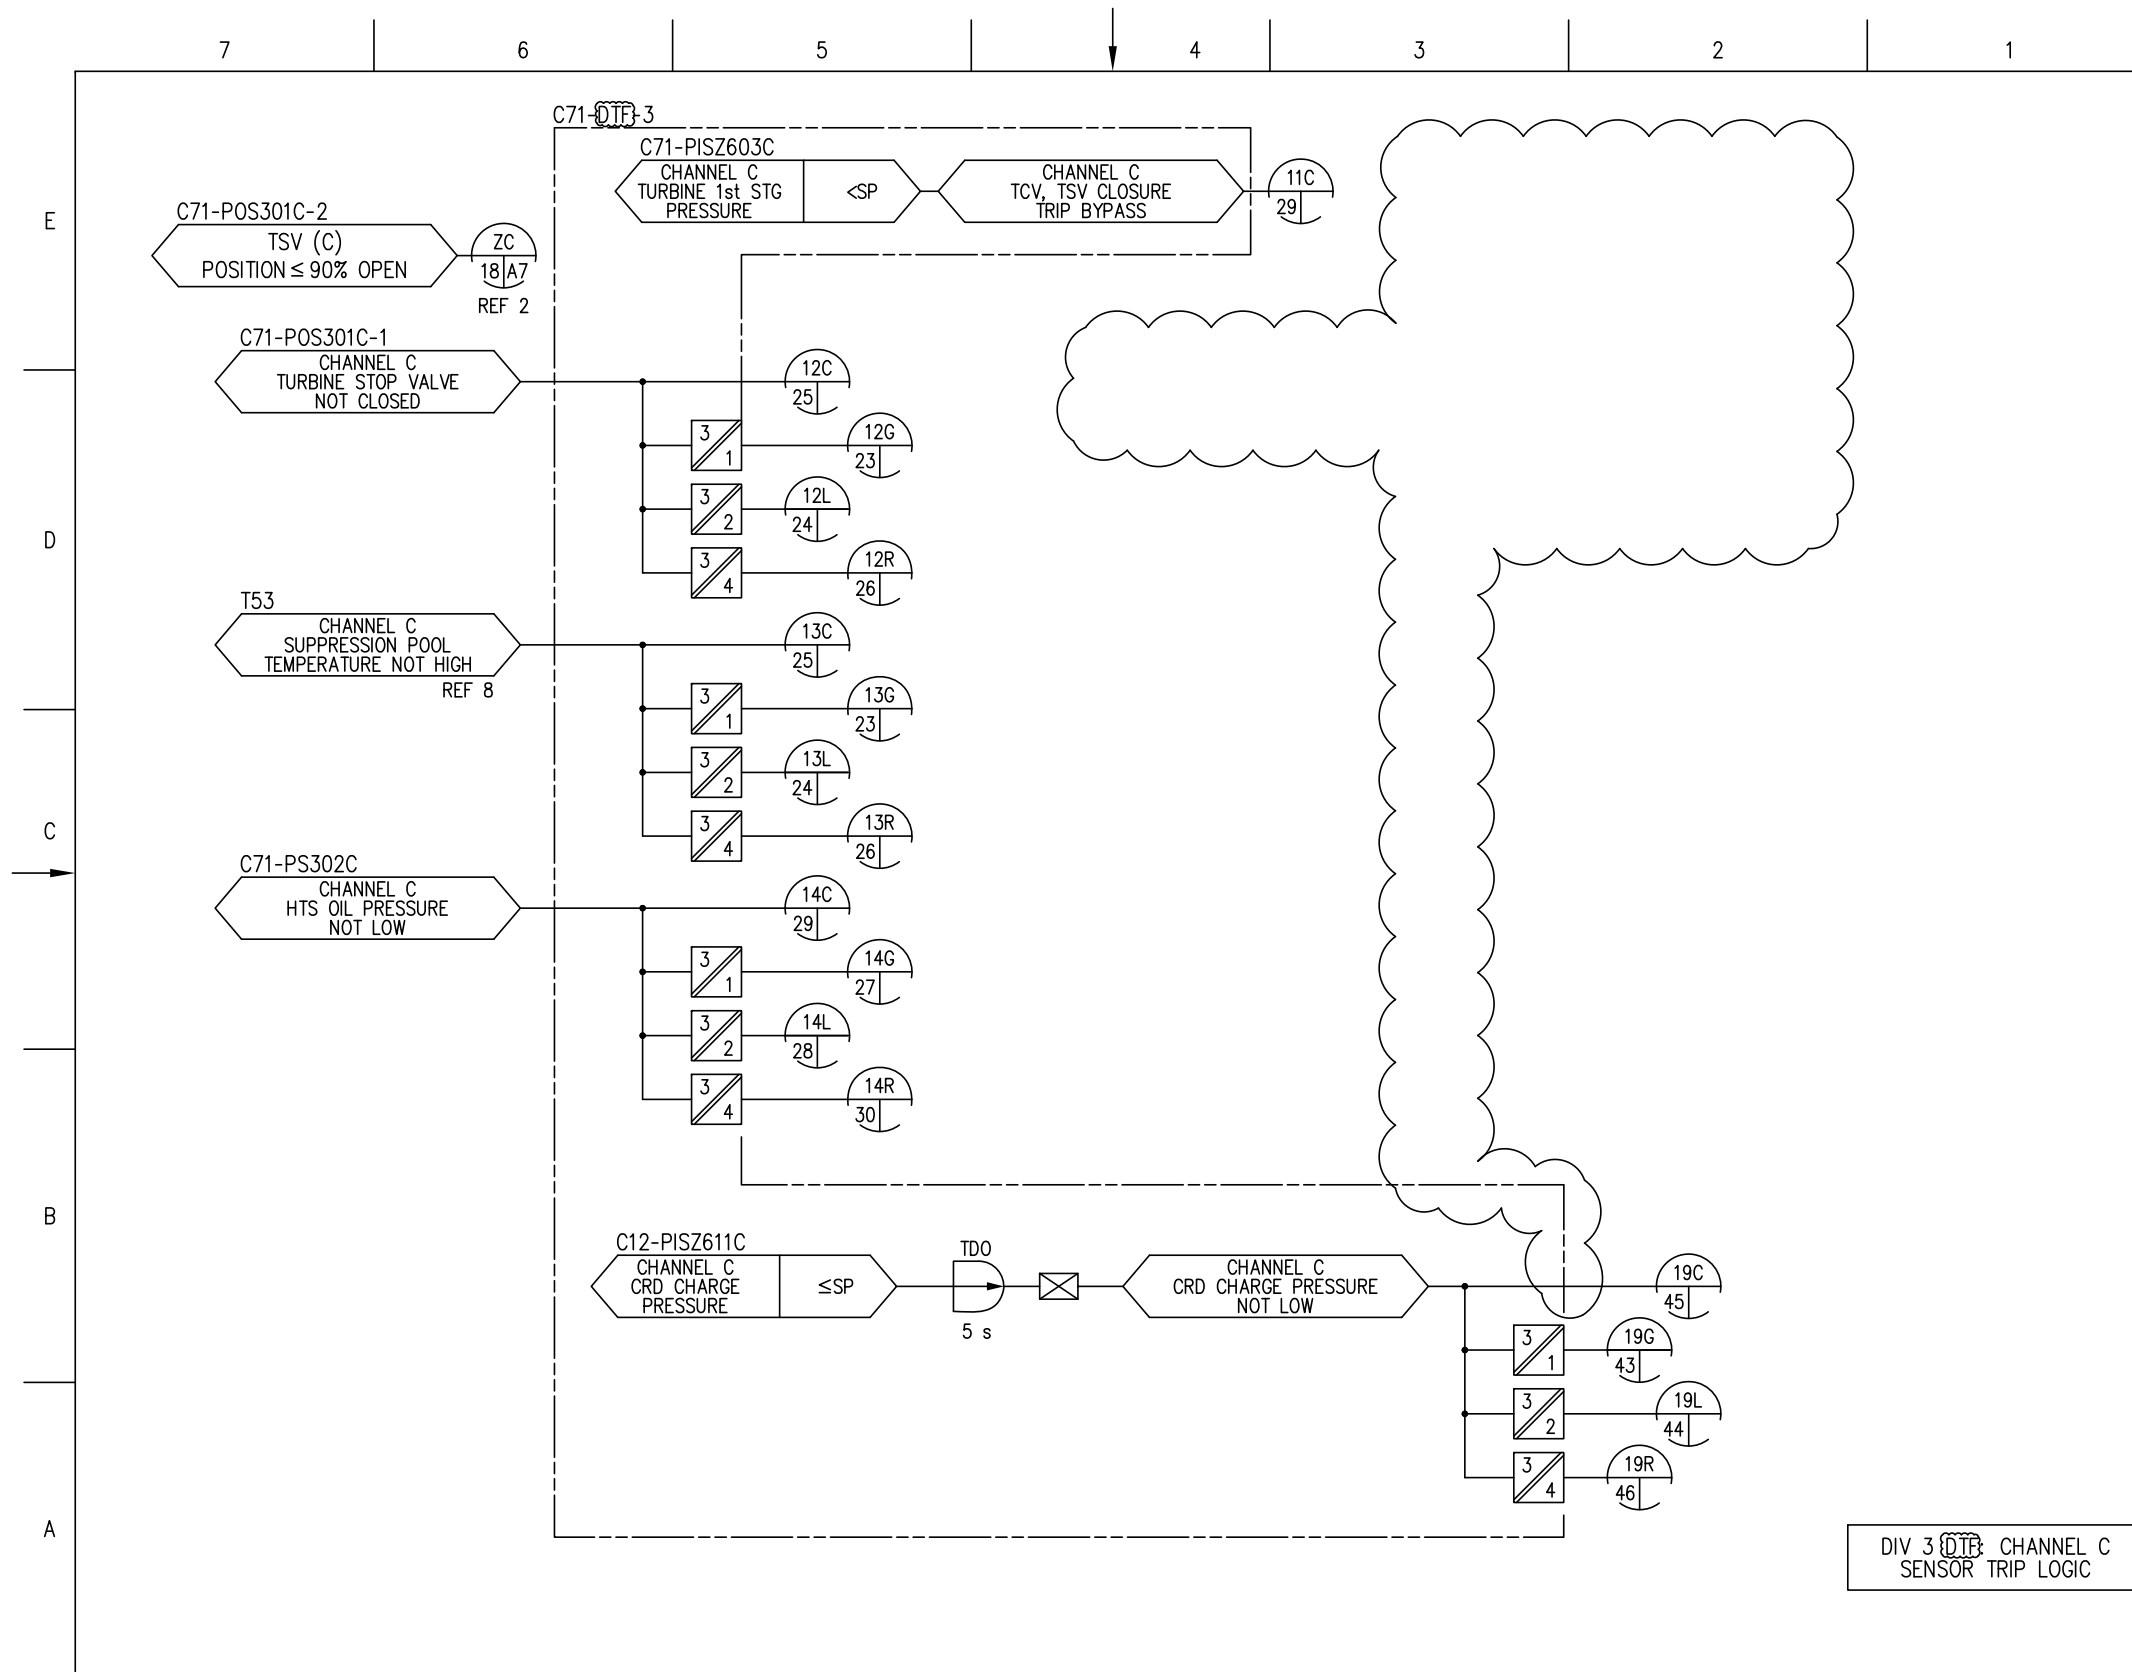 7 6 5 4 3 2 1
E
D
C
B
A
C71-DTF-3
C71-PISZ603C
CHANNEL C
TURBINE 1st STG
PRESSURE
<SP
CHANNEL C
TCV, TSV CLOSURE
TRIP BYPASS
11C
29
C71-POS301C-2
TSV (C)
POSITION ≤ 90% OPEN
ZC
18 A7
REF 2
C71-POS301C-1
CHANNEL C
TURBINE STOP VALVE
NOT CLOSED
12C
25
3
1
12G
23
3
2
12L
24
3
4
12R
26
T53
CHANNEL C
SUPPRESSION POOL
TEMPERATURE NOT HIGH
REF 8
13C
25
3
1
13G
23
3
2
13L
24
3
4
13R
26
C71-PS302C
CHANNEL C
HTS OIL PRESSURE
NOT LOW
14C
29
3
1
14G
27
3
2
14L
28
3
4
14R
30
C12-PISZ611C
CHANNEL C
CRD CHARGE
PRESSURE
≤SP
TDO
5 s
CHANNEL C
CRD CHARGE PRESSURE
NOT LOW
19C
45
3
1
19G
43
3
2
19L
44
3
4
19R
46
DIV 3 DTF: CHANNEL C
SENSOR TRIP LOGIC